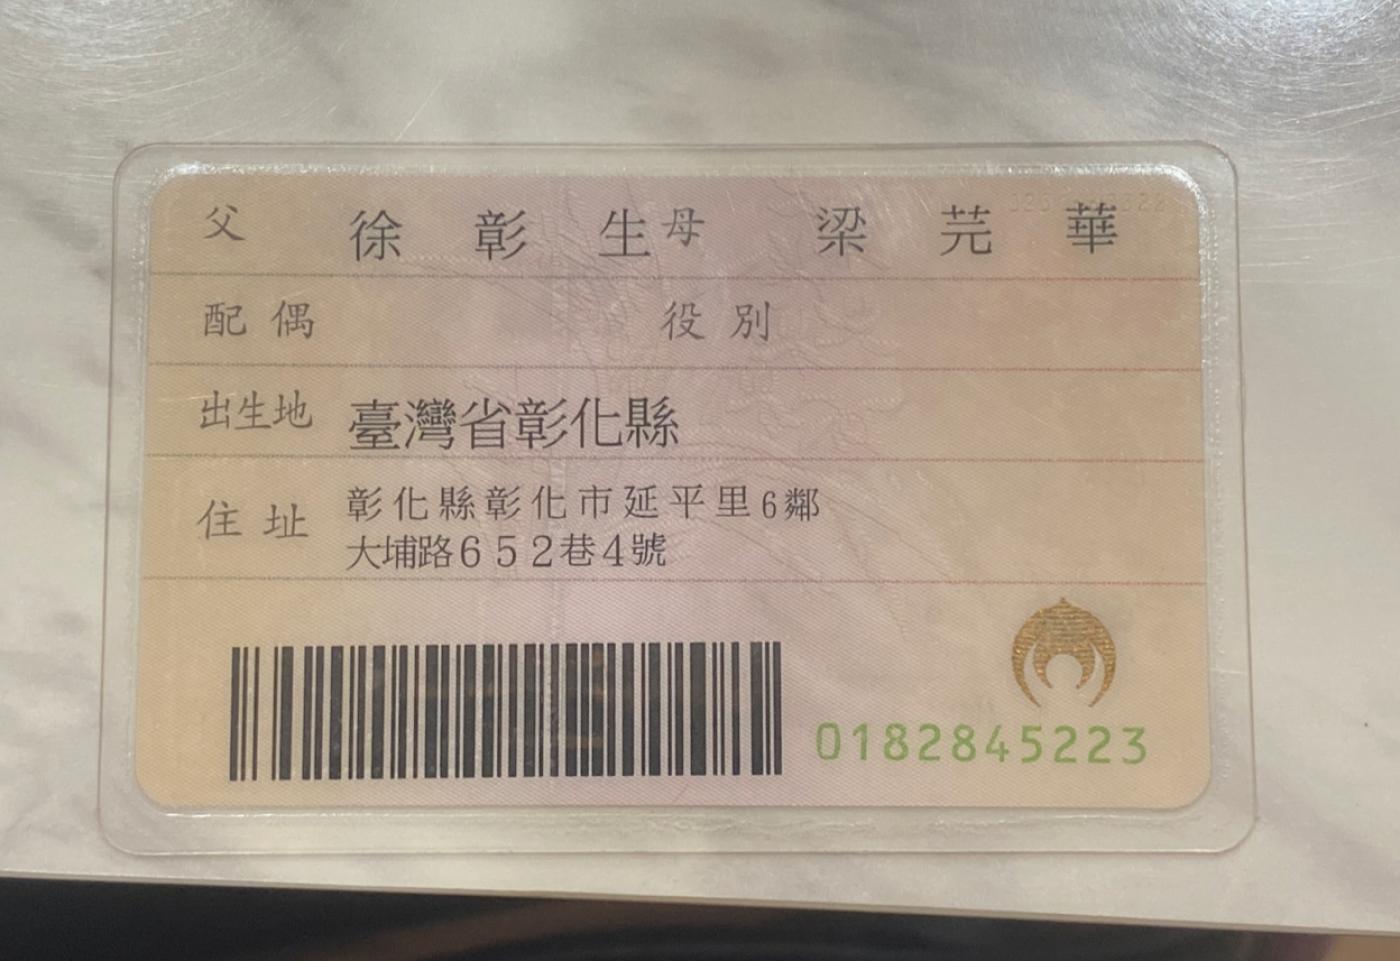 父 徐彰生 母 梁芫華
配偶 役別
出生地 臺灣省彰化縣
住址 彰化縣彰化市延平里6鄰
大埔路652巷4號
0182845223